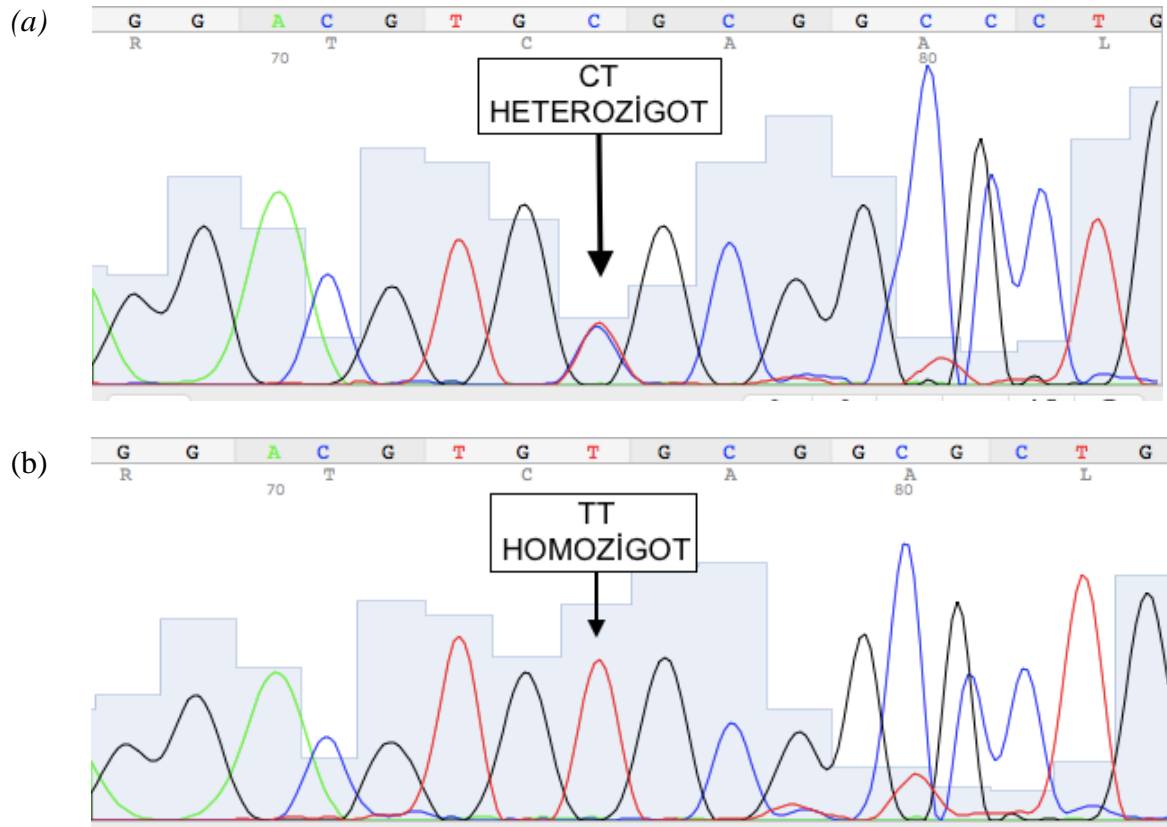 (a)
G G A C G T G C G C G G C C C T G
R T C A A L
70 80
CT
HETEROZİGOT
(b)
G G A C G T G T G C G G C G C T G
R T C A A L
70 80
TT
HOMOZİGOT